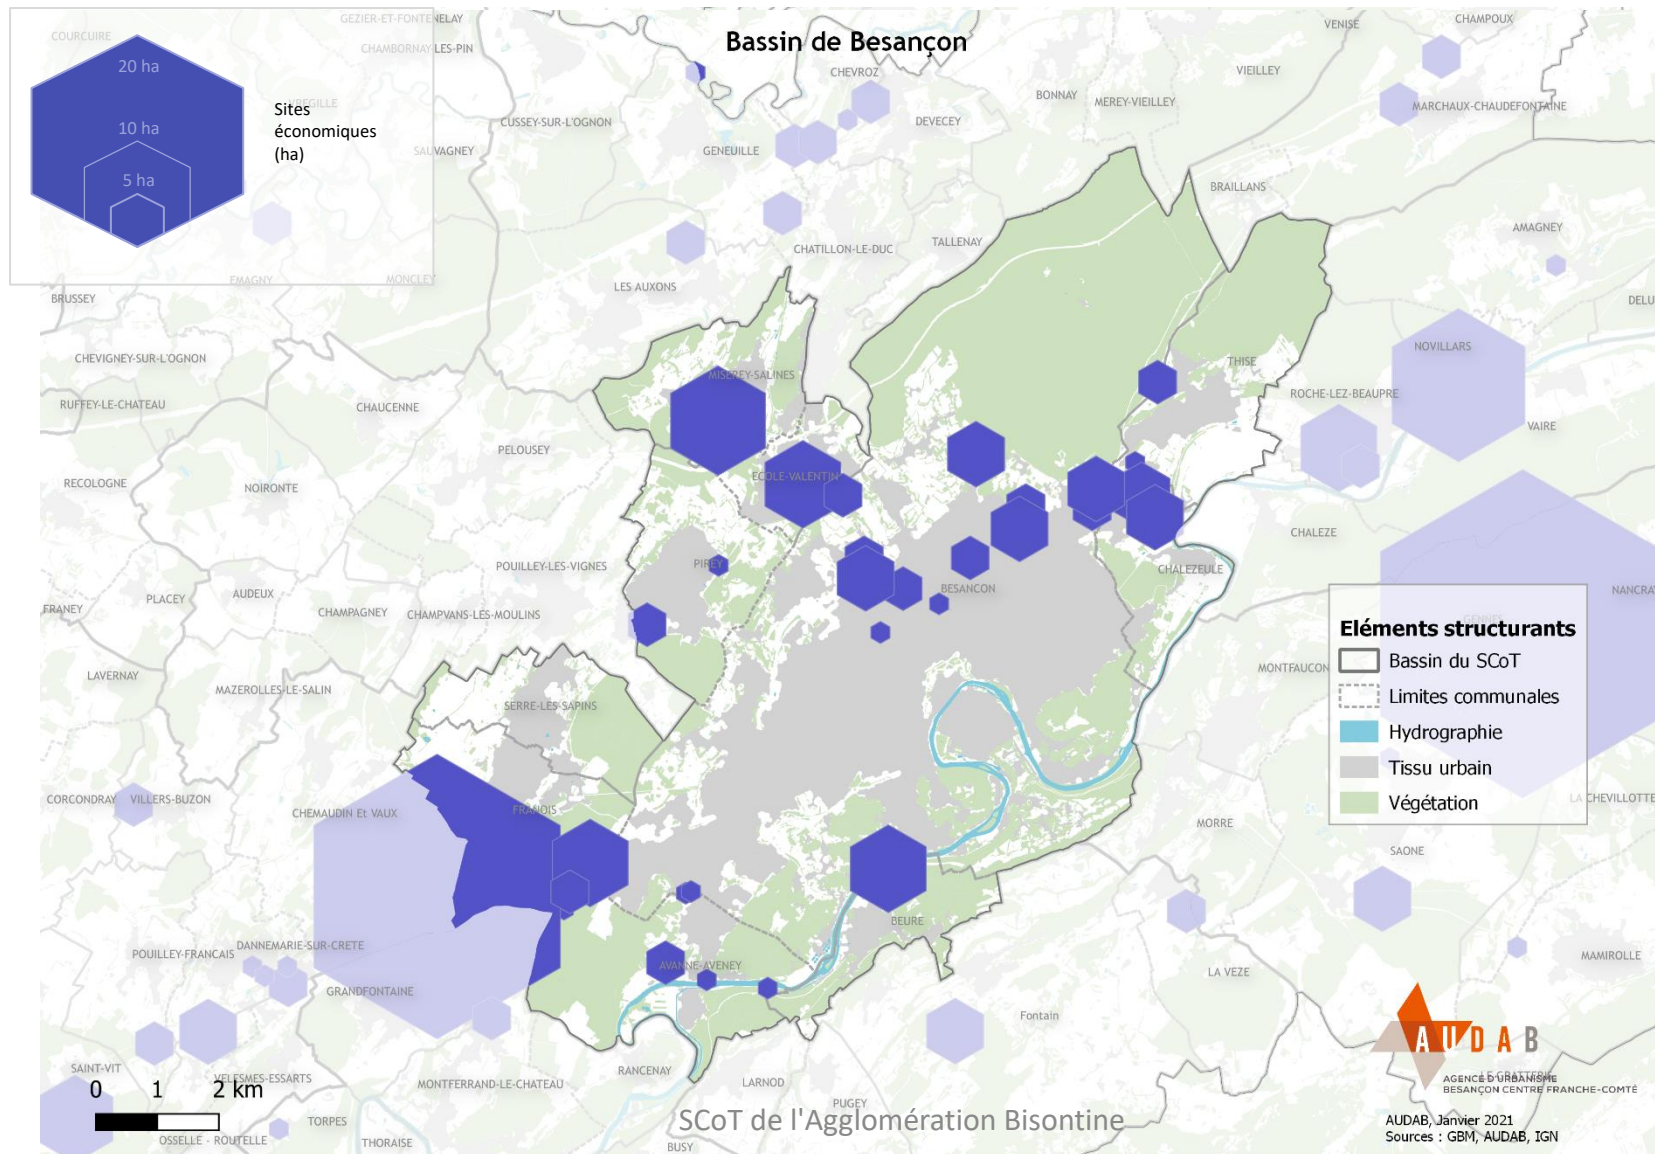 Bassin de Besançon
GEZIER-ET-FONTENELAY
COURCUIRE
CHAMBORNAY-LES-PIN
VENISE
CHAMPOUX
20 ha
CHEVROZ
VIEILLEY
BONNAY
MEREY-VIEILLEY
MARCHAUX-CHAUDEFONTAINE
Sites
économiques
(ha)
10 ha
CUSSEY-SUR-L'OGNON
DEVECEY
SAUVAGNEY
GENEUILLE
5 ha
BRAILLANS
AMAGNEY
CHATILLON-LE-DUC
TALLENAY
EMAGNY
MONCLEY
LES AUXONS
BRUSSEY
DELU
CHEVIGNEY-SUR-L'OGNON
NOVILLARS
THISE
MISEREY-SALINES
ROCHE-LEZ-BEAUPRE
RUFFEY-LE-CHATEAU
CHAUCENNE
VAIRE
PELOUSEY
ECOLE-VALENTIN
RECOLOGNE
NOIRONTE
CHALEZE
POUILLEY-LES-VIGNES
PIREY
CHALEZEULE
BESANCON
AUDEUX
PLACEY
FRANEY
CHAMPAGNEY
CHAMPVANS-LES-MOULINS
NANCRAY
GENNES
Eléments structurants
Bassin du SCoT
Limites communales
Hydrographie
Tissu urbain
Végétation
MONTFAUCON
LAVERNAY
MAZEROLLES-LE-SALIN
SERRE-LES-SAPINS
CORCONDRAY
VILLERS-BUZON
CHEMAUDIN Et VAUX
FRANOIS
LA CHEVILLOTTE
MORRE
SAONE
BEURE
DANNEMARIE-SUR-CRETE
POUILLEY-FRANCAIS
AVANNE-AVENEY
MAMIROLLE
LA VEZE
GRANDFONTAINE
Fontain
SAINT-VIT
VELESMES-ESSARTS
MONTFERRAND-LE-CHATEAU
RANCENAY
LARNOD
PUGEY
TORPES
OSSELLE - ROUTELLE
THORAISE
BUSY
0 1 2 km
SCoT de l'Agglomération Bisontine
AUDAB
LE GRATTERIS
AGENCE D'URBANISME
BESANÇON CENTRE FRANCHE-COMTÉ
AUDAB, Janvier 2021
Sources : GBM, AUDAB, IGN